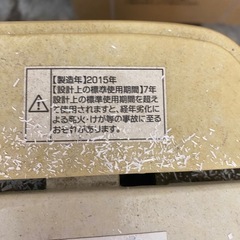 【製造年】2015年
【設計上の標準使用期間】7年
設計上の標準使用期間を超え
て使用されますと、経年劣化に
よる発火・けが等の事故に至る
おそれがあります。